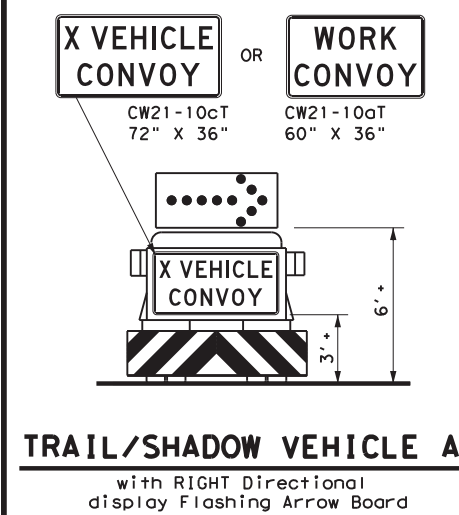 X VEHICLE
CONVOY
OR
WORK
CONVOY
CW21-10cT
72" X 36"
CW21-10aT
60" X 36"
X VEHICLE
CONVOY
6'+
3'+
TRAIL/SHADOW VEHICLE A
with RIGHT Directional
display Flashing Arrow Board